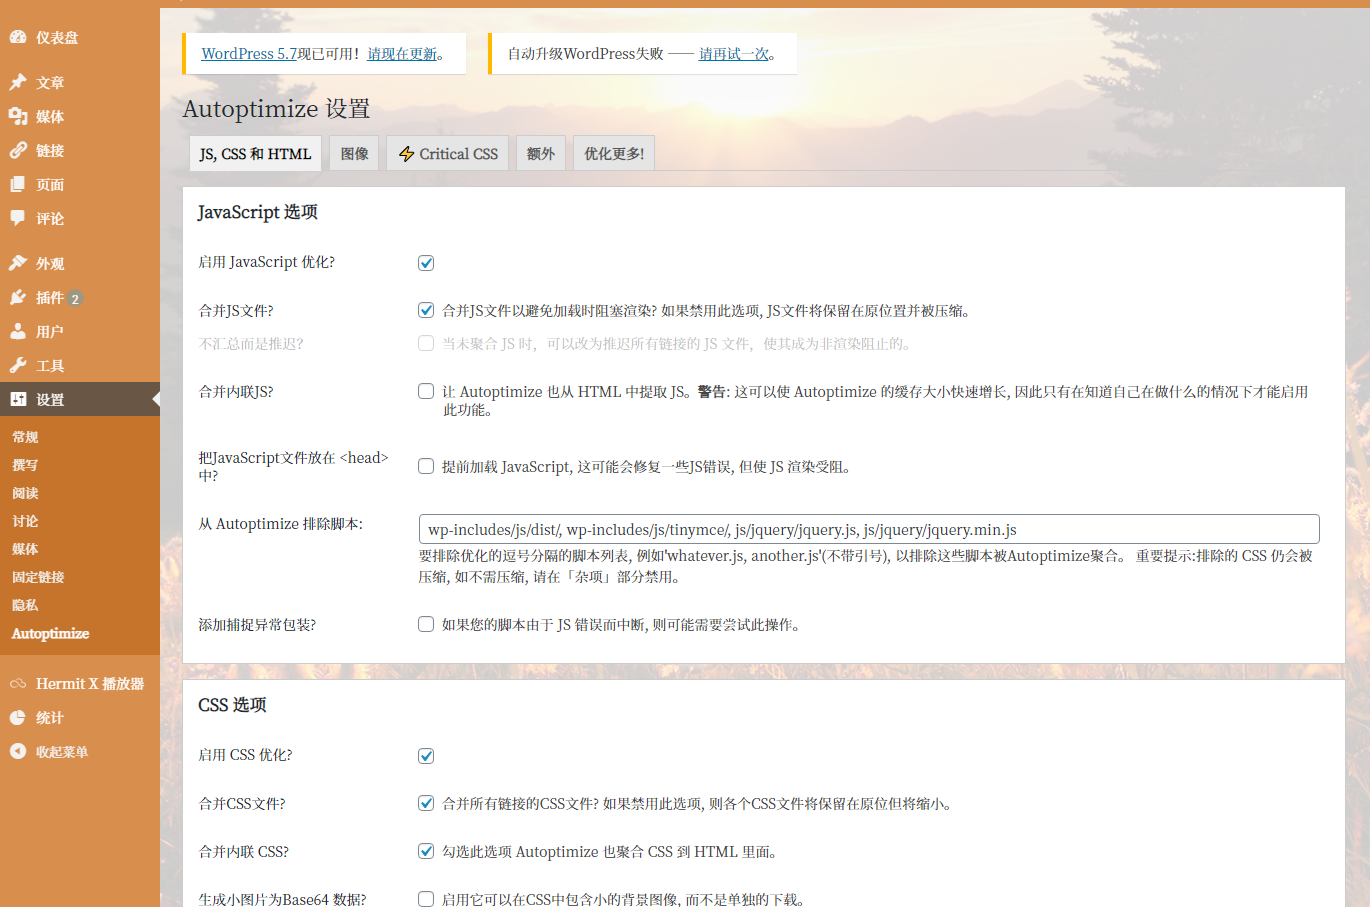 仪表盘
文章
媒体
链接
页面
评论
外观
插件 2
用户
工具
设置
常规
撰写
阅读
讨论
媒体
固定链接
隐私
Autoptimize
Hermit X 播放器
统计
收起菜单
WordPress 5.7现已可用！请现在更新。
自动升级WordPress失败 —— 请再试一次。
Autoptimize 设置
JS, CSS 和 HTML
图像
⚡ Critical CSS
额外
优化更多!
JavaScript 选项
启用 JavaScript 优化?
合并JS文件?
合并JS文件以避免加载时阻塞渲染? 如果禁用此选项, JS文件将保留在原位置并被压缩。
不汇总而是推迟?
当未聚合 JS 时，可以改为推迟所有链接的 JS 文件，使其成为非渲染阻止的。
合并内联JS?
让 Autoptimize 也从 HTML 中提取 JS。警告: 这可以使 Autoptimize 的缓存大小快速增长, 因此只有在知道自己在做什么的情况下才能启用
此功能。
把JavaScript文件放在 <head>
中?
提前加载 JavaScript, 这可能会修复一些JS错误, 但使 JS 渲染受阻。
从 Autoptimize 排除脚本:
wp-includes/js/dist/, wp-includes/js/tinymce/, js/jquery/jquery.js, js/jquery/jquery.min.js
要排除优化的逗号分隔的脚本列表, 例如'whatever.js, another.js'(不带引号), 以排除这些脚本被Autoptimize聚合。 重要提示:排除的 CSS 仍会被
压缩, 如不需压缩, 请在「杂项」部分禁用。
添加捕捉异常包装?
如果您的脚本由于 JS 错误而中断, 则可能需要尝试此操作。
CSS 选项
启用 CSS 优化?
合并CSS文件?
合并所有链接的CSS文件? 如果禁用此选项, 则各个CSS文件将保留在原位但将缩小。
合并内联 CSS?
勾选此选项 Autoptimize 也聚合 CSS 到 HTML 里面。
生成小图片为Base64 数据?
启用它可以在CSS中包含小的背景图像, 而不是单独的下载。